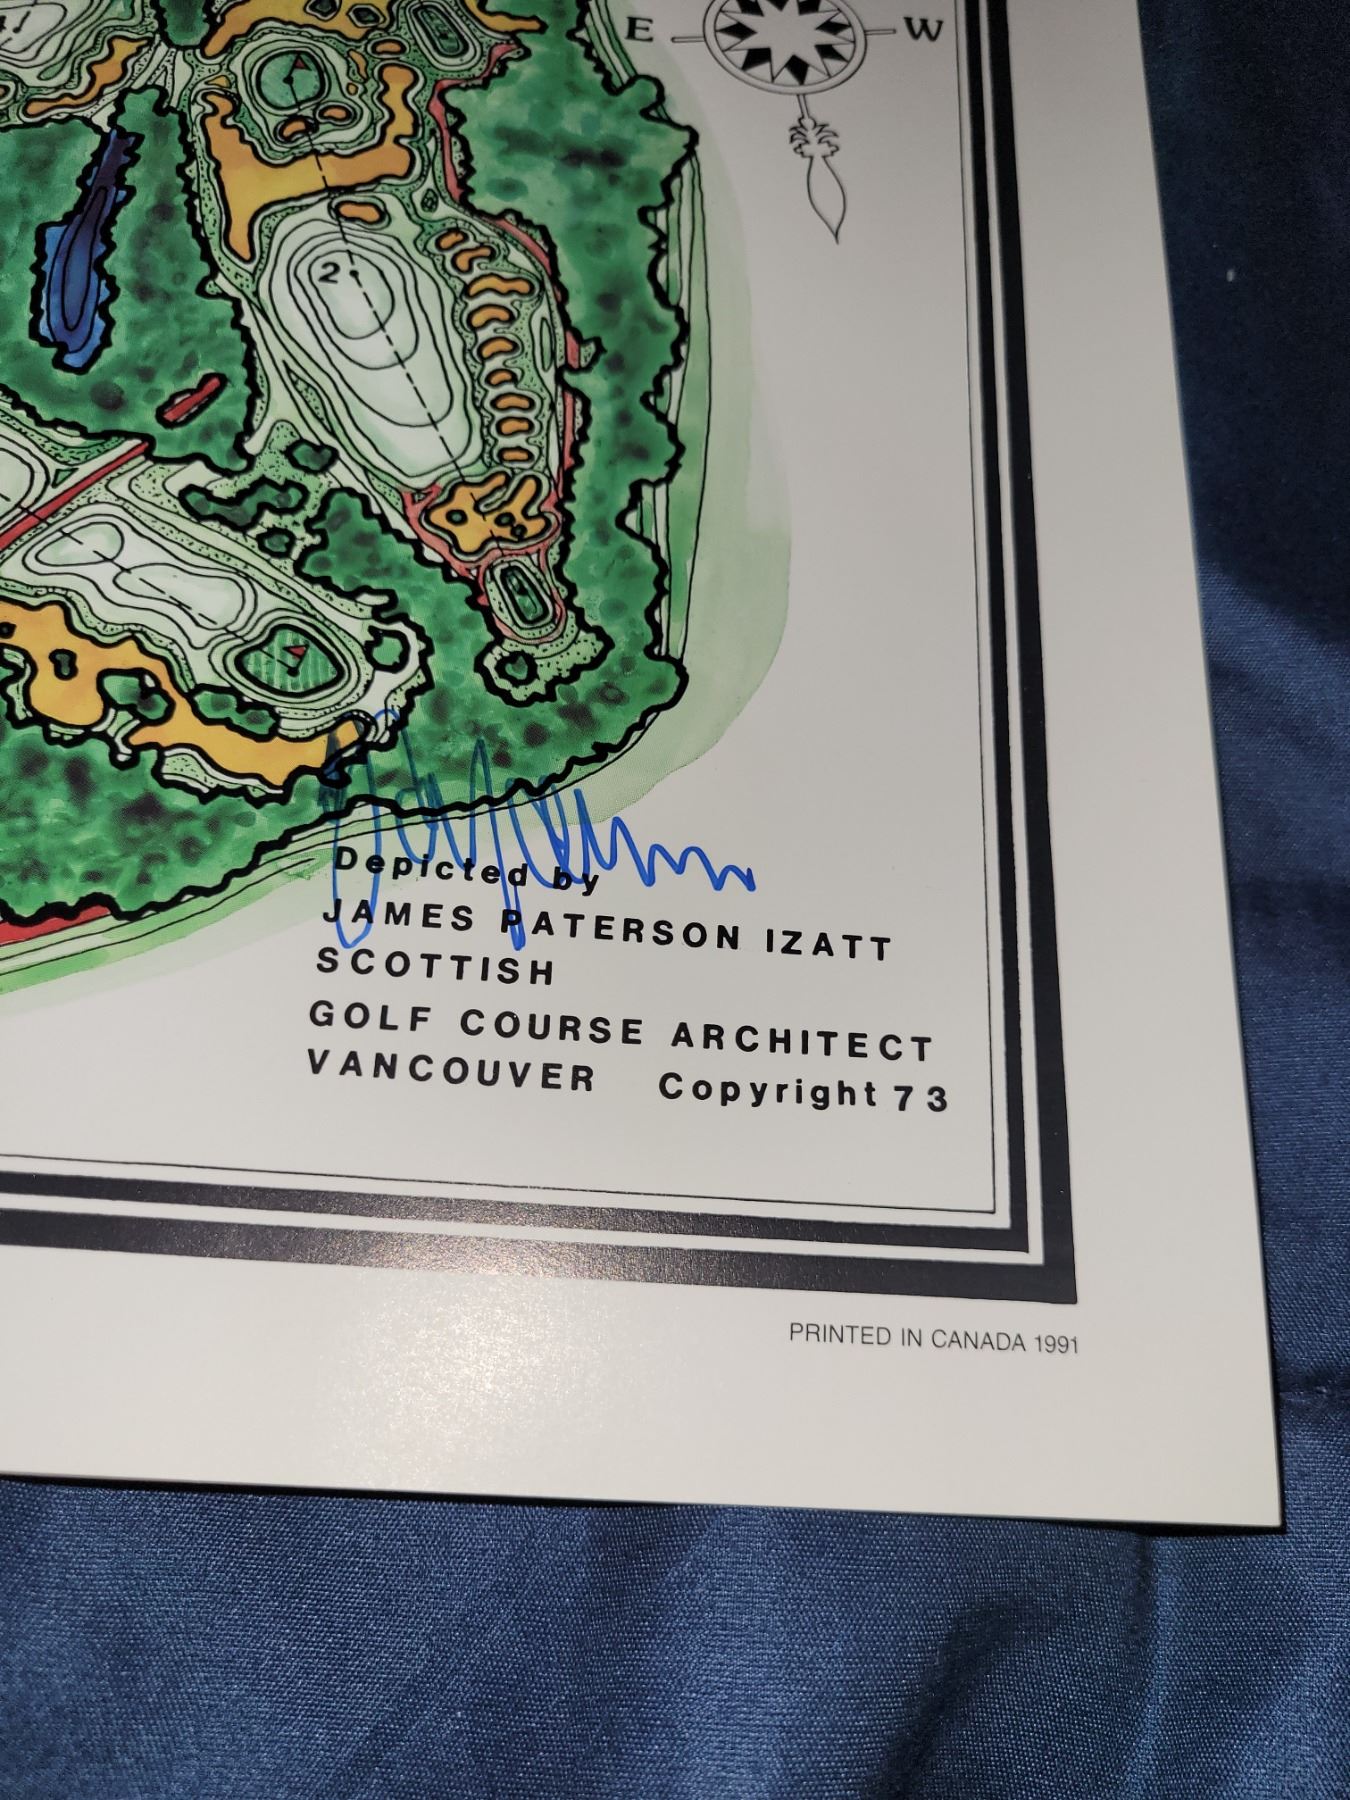 E W
2
Depicted by
JAMES PATERSON IZATT
SCOTTISH
GOLF COURSE ARCHITECT
VANCOUVER Copyright 73
PRINTED IN CANADA 1991